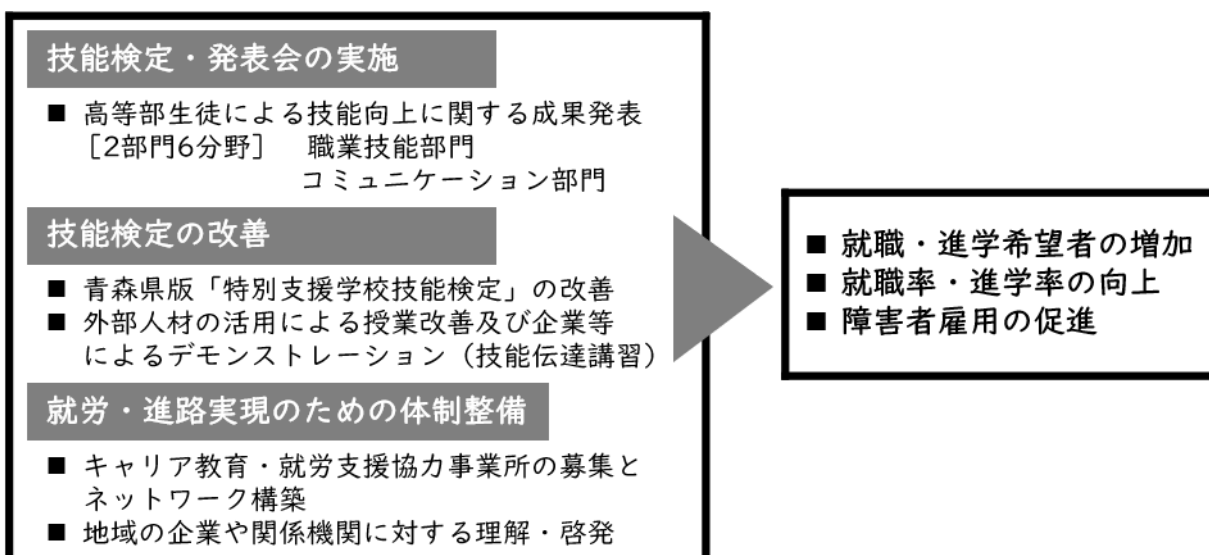 技能検定・発表会の実施
■ 高等部生徒による技能向上に関する成果発表
［2部門6分野］　職業技能部門
コミュニケーション部門
技能検定の改善
■ 青森県版「特別支援学校技能検定」の改善
■ 外部人材の活用による授業改善及び企業等
によるデモンストレーション（技能伝達講習）
就労・進路実現のための体制整備
■ キャリア教育・就労支援協力事業所の募集と
ネットワーク構築
■ 地域の企業や関係機関に対する理解・啓発
■ 就職・進学希望者の増加
■ 就職率・進学率の向上
■ 障害者雇用の促進